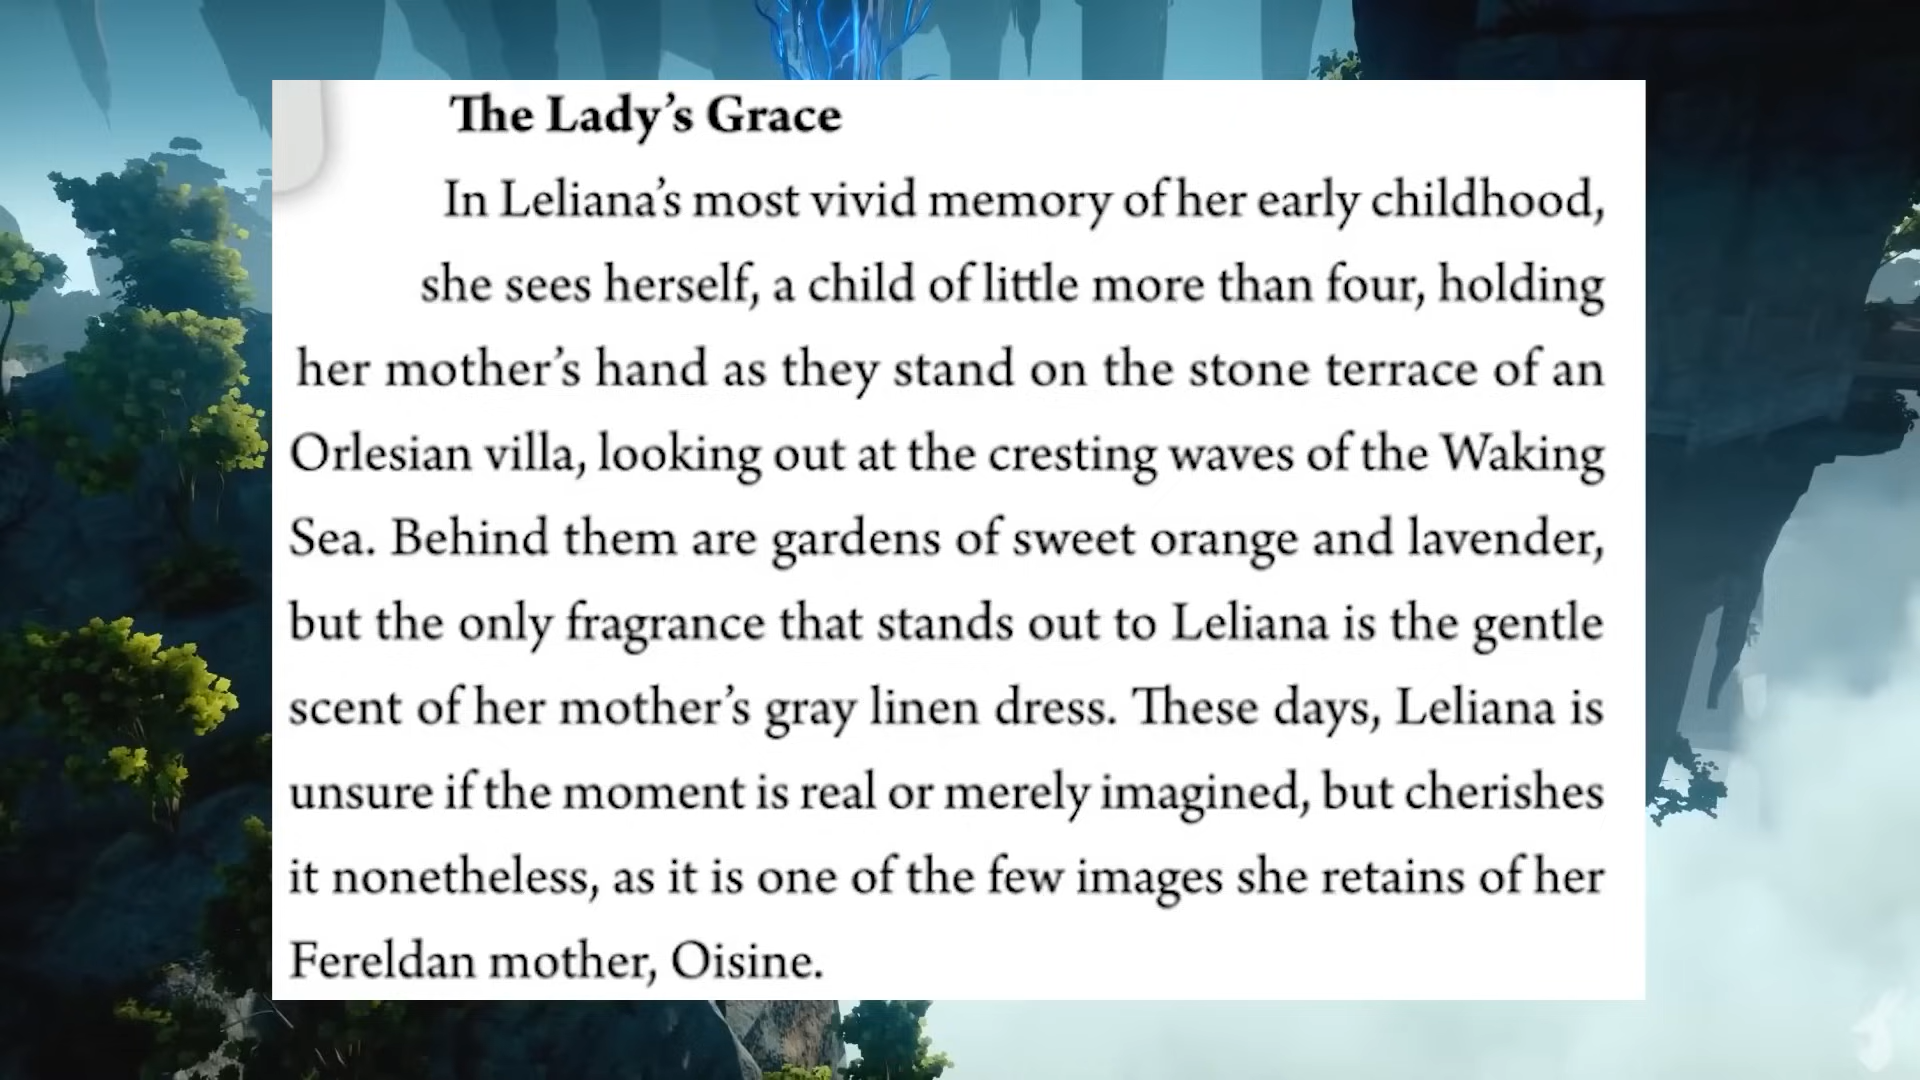 The Lady’s Grace
In Leliana’s most vivid memory of her early childhood,
she sees herself, a child of little more than four, holding
her mother’s hand as they stand on the stone terrace of an
Orlesian villa, looking out at the cresting waves of the Waking
Sea. Behind them are gardens of sweet orange and lavender,
but the only fragrance that stands out to Leliana is the gentle
scent of her mother’s gray linen dress. These days, Leliana is
unsure if the moment is real or merely imagined, but cherishes
it nonetheless, as it is one of the few images she retains of her
Fereldan mother, Oisine.